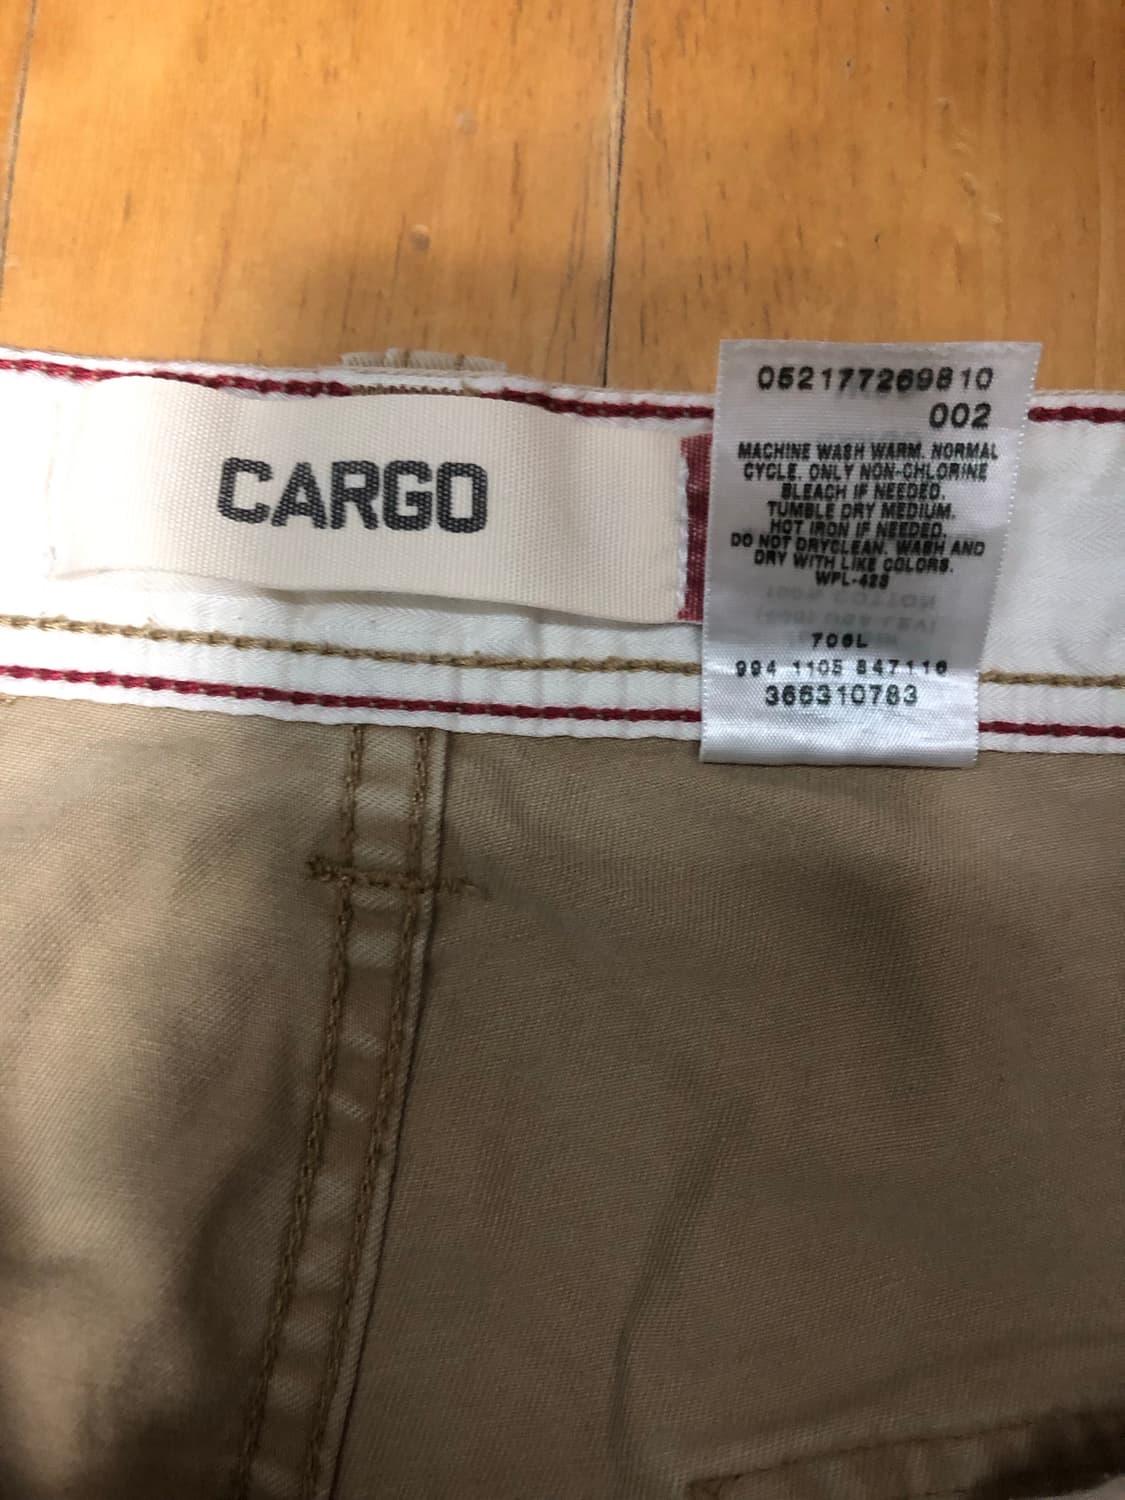 CARGO
052177269810
002
MACHINE WASH WARM. NORMAL
CYCLE. ONLY NON-CHLORINE
BLEACH IF NEEDED.
TUMBLE DRY MEDIUM.
HOT IRON IF NEEDED.
DO NOT DRYCLEAN. WASH AND
DRY WITH LIKE COLORS.
WPL-423
706L
994 1105 847116
366310783